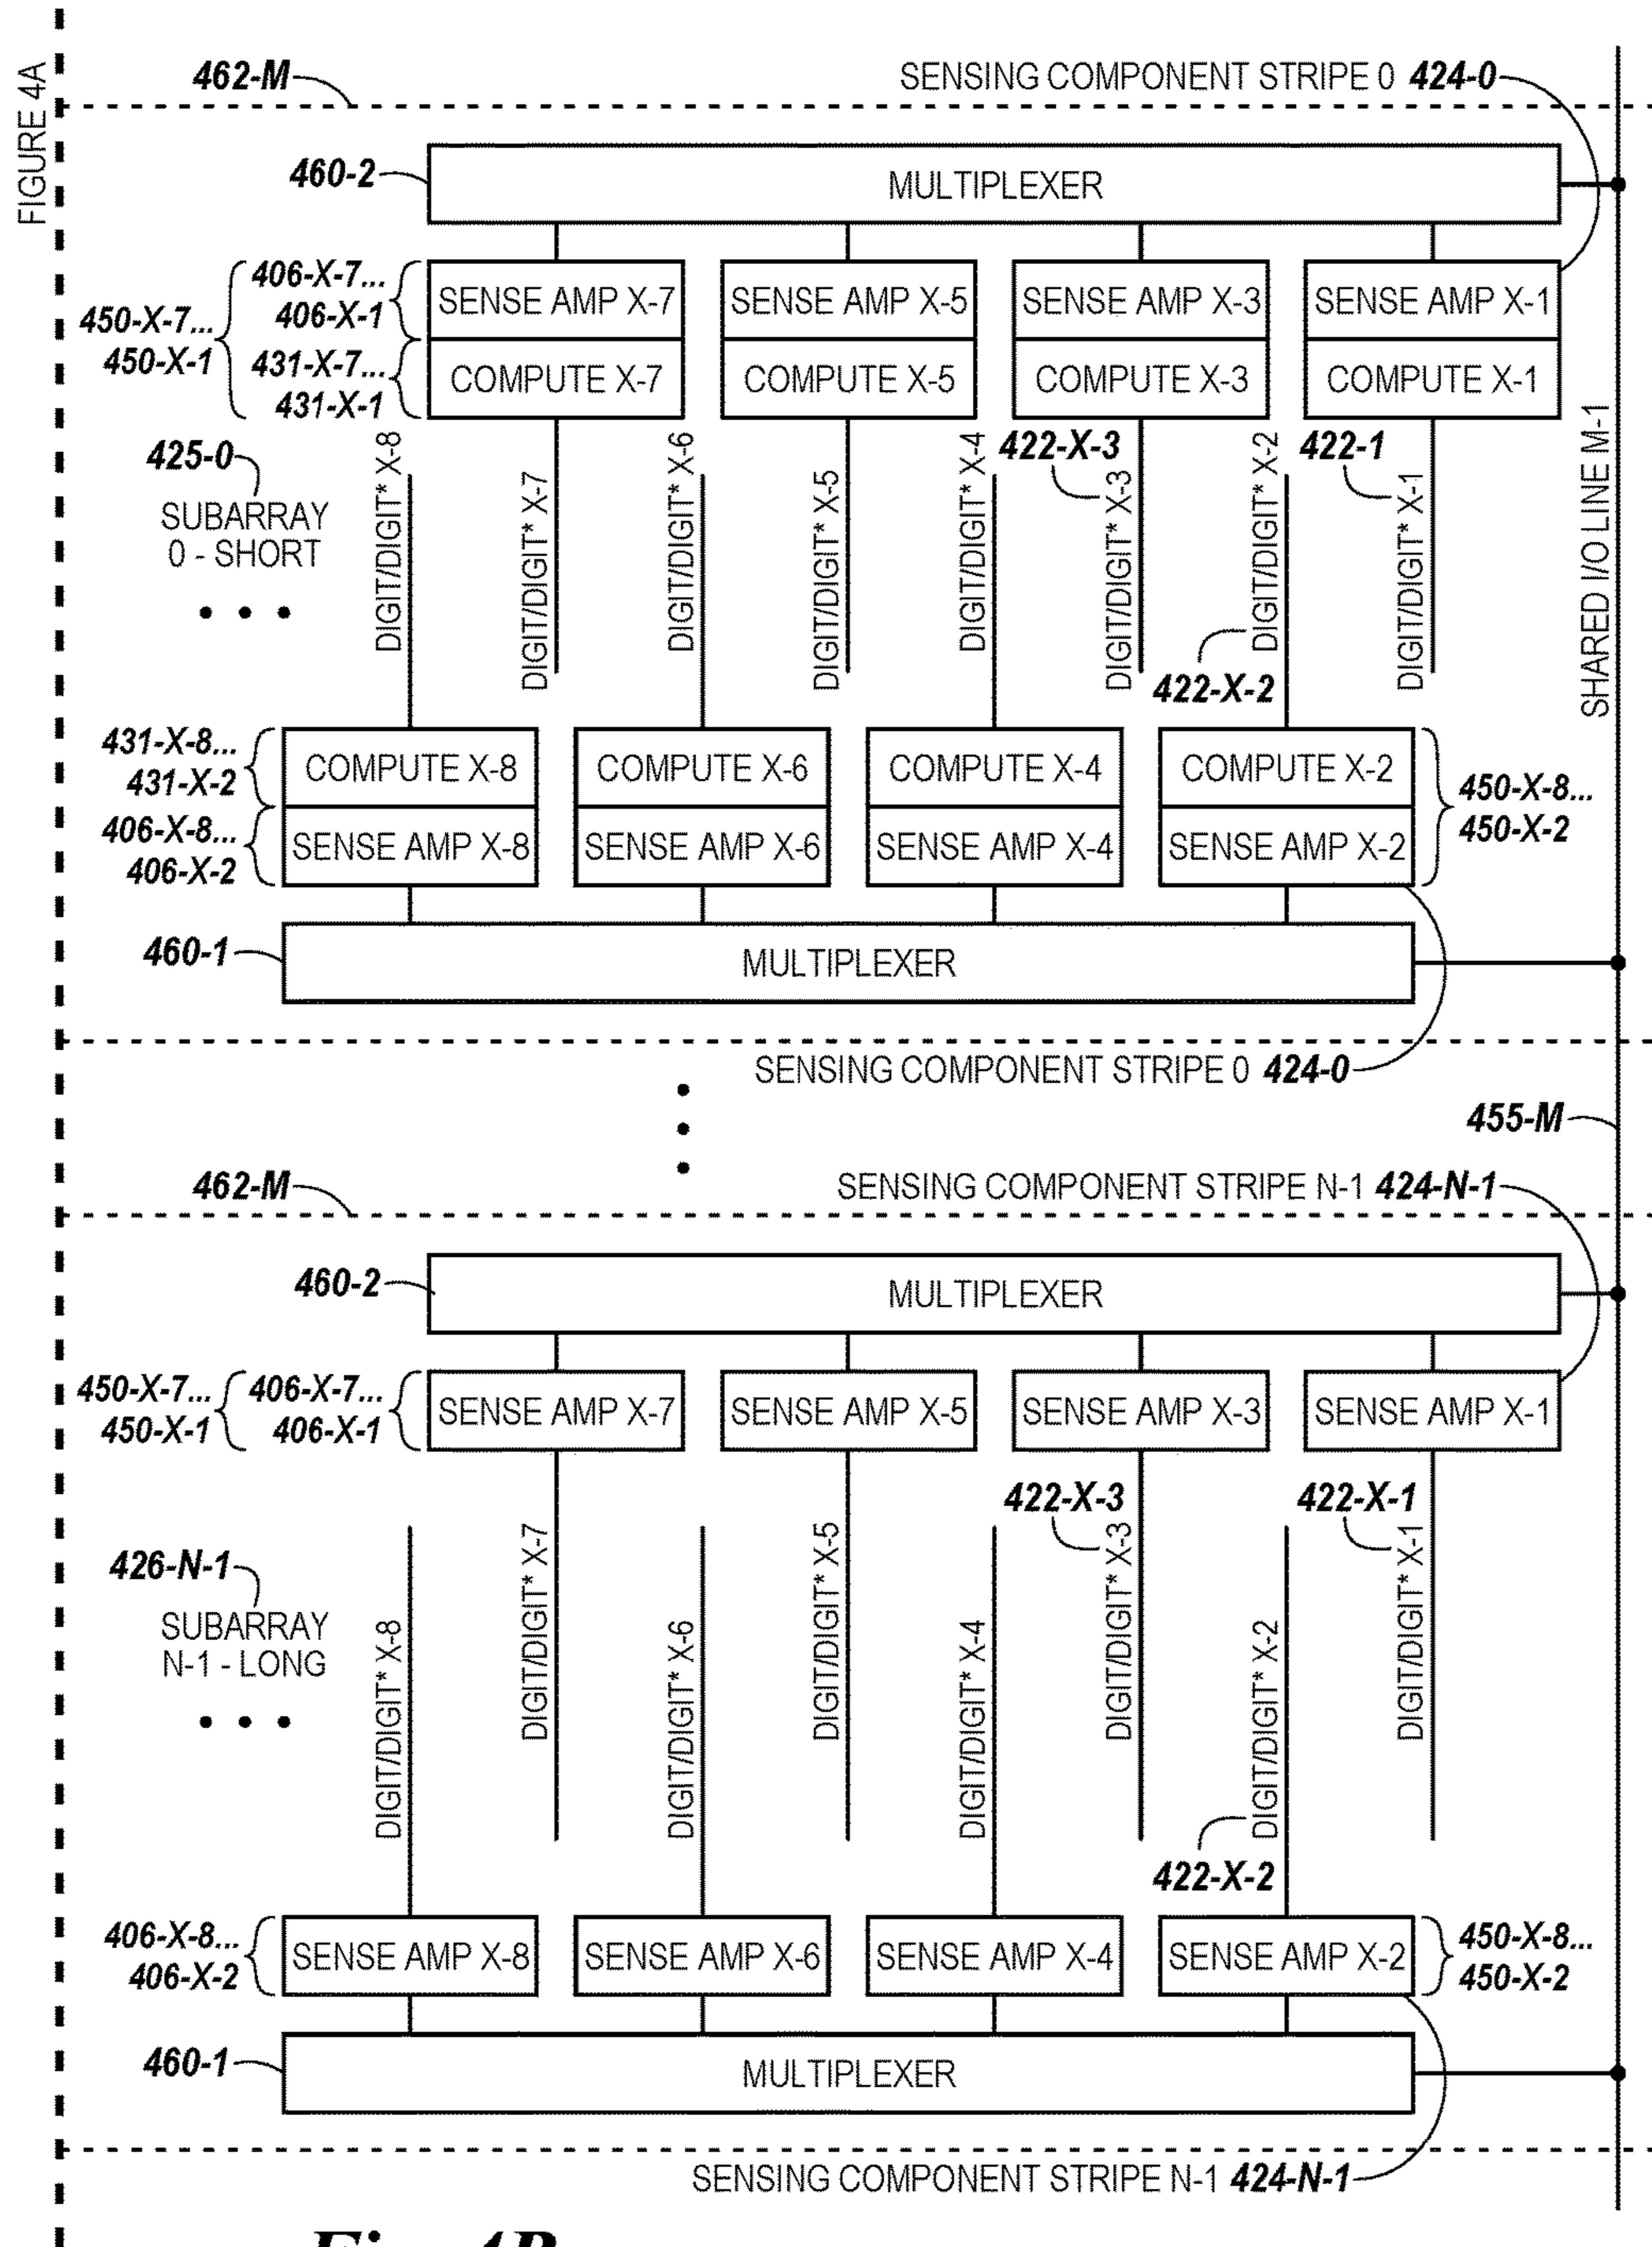 FIGURE 4A
462-M
SENSING COMPONENT STRIPE 0 424-0
460-2
MULTIPLEXER
450-X-7...
450-X-1
406-X-7...
406-X-1
431-X-7...
431-X-1
SENSE AMP X-7
SENSE AMP X-5
SENSE AMP X-3
SENSE AMP X-1
COMPUTE X-7
COMPUTE X-5
COMPUTE X-3
COMPUTE X-1
425-0
SUBARRAY
0 - SHORT
• • •
DIGIT/DIGIT* X-8
DIGIT/DIGIT* X-7
DIGIT/DIGIT* X-6
DIGIT/DIGIT* X-5
DIGIT/DIGIT* X-4
422-X-3
DIGIT/DIGIT* X-3
DIGIT/DIGIT* X-2
422-X-2
422-1
DIGIT/DIGIT* X-1
SHARED I/O LINE M-1
431-X-8...
431-X-2
406-X-8...
406-X-2
COMPUTE X-8
COMPUTE X-6
COMPUTE X-4
COMPUTE X-2
SENSE AMP X-8
SENSE AMP X-6
SENSE AMP X-4
SENSE AMP X-2
450-X-8...
450-X-2
460-1
MULTIPLEXER
SENSING COMPONENT STRIPE 0 424-0
455-M
462-M
SENSING COMPONENT STRIPE N-1 424-N-1
460-2
MULTIPLEXER
450-X-7...
450-X-1
406-X-7...
406-X-1
SENSE AMP X-7
SENSE AMP X-5
SENSE AMP X-3
SENSE AMP X-1
426-N-1
SUBARRAY
N-1 - LONG
• • •
DIGIT/DIGIT* X-8
DIGIT/DIGIT* X-7
DIGIT/DIGIT* X-6
DIGIT/DIGIT* X-5
DIGIT/DIGIT* X-4
422-X-3
DIGIT/DIGIT* X-3
DIGIT/DIGIT* X-2
422-X-2
422-X-1
DIGIT/DIGIT* X-1
406-X-8...
406-X-2
SENSE AMP X-8
SENSE AMP X-6
SENSE AMP X-4
SENSE AMP X-2
450-X-8...
450-X-2
460-1
MULTIPLEXER
SENSING COMPONENT STRIPE N-1 424-N-1